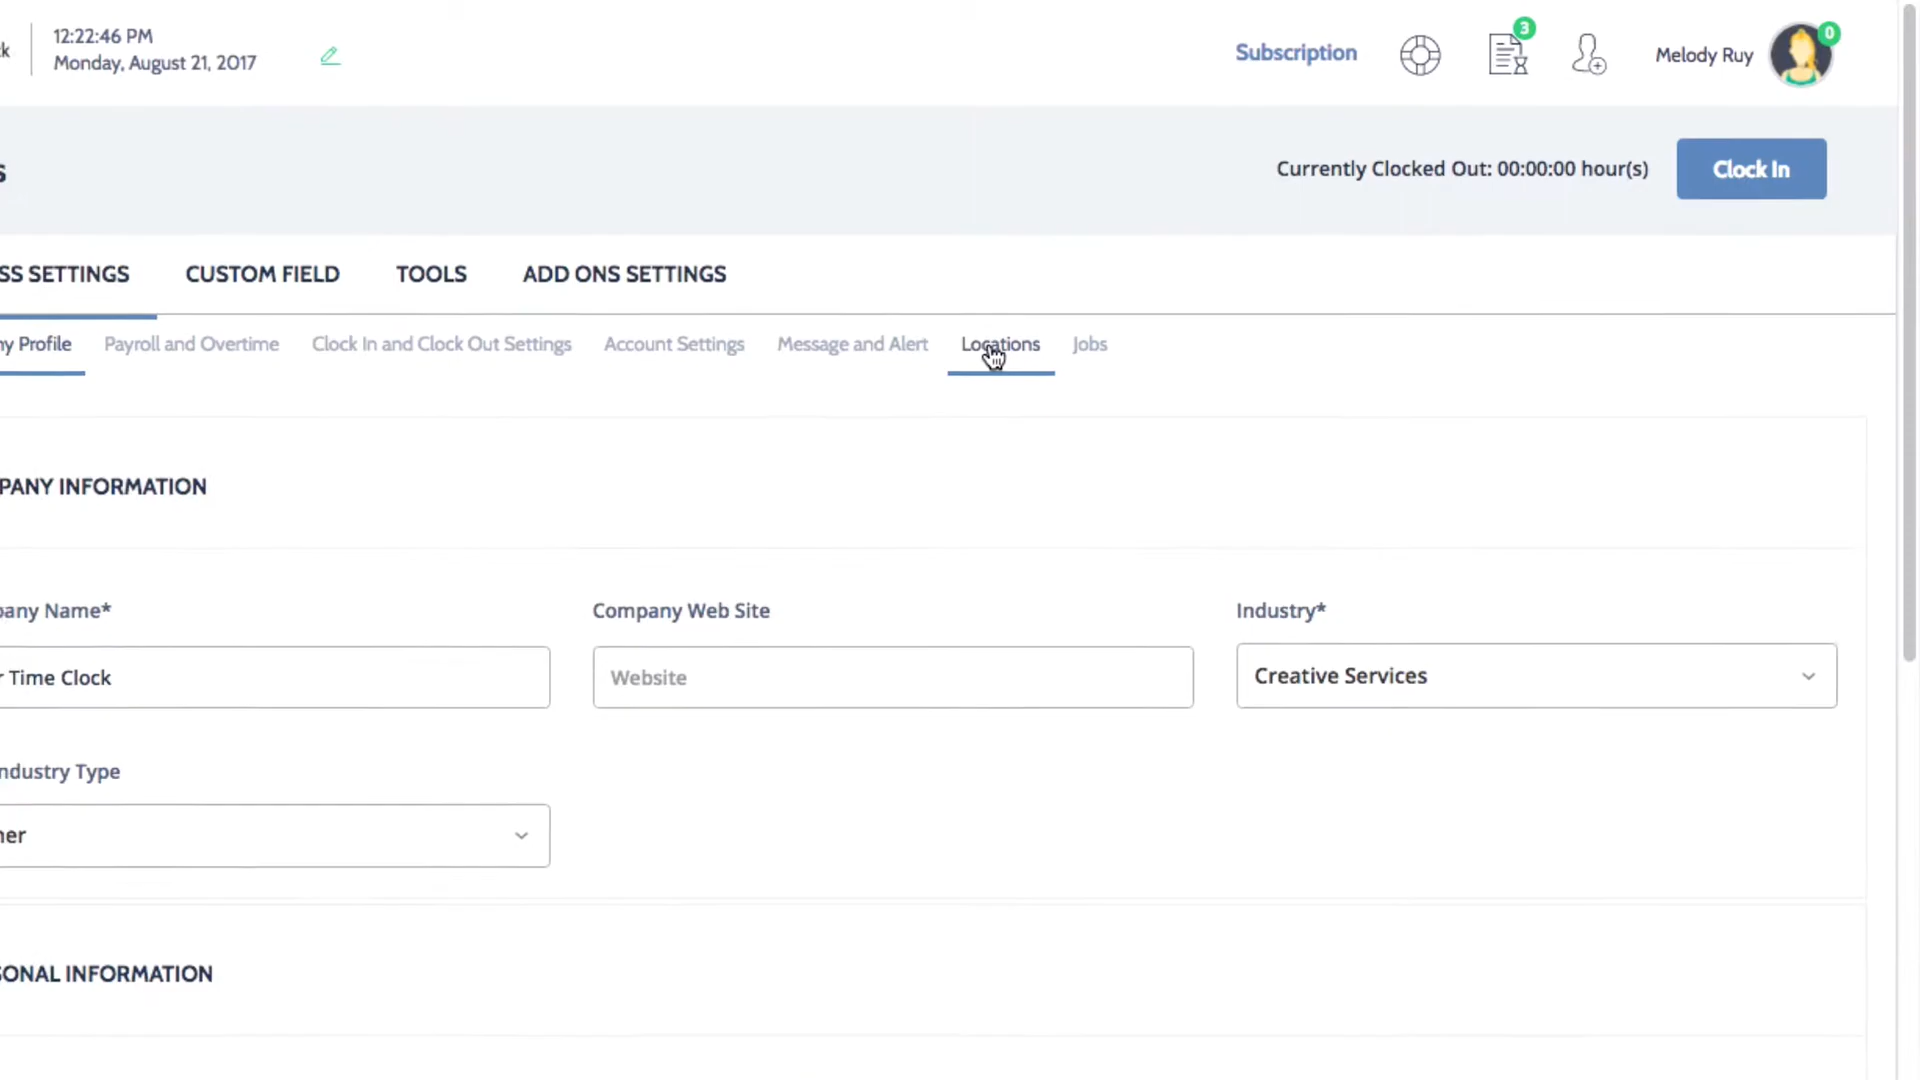 k
12:22:46 PM
Monday, August 21, 2017
Subscription
3
Melody Ruy
0
s
Currently Clocked Out: 00:00:00 hour(s)
Clock In
SS SETTINGS CUSTOM FIELD TOOLS ADD ONS SETTINGS
ny Profile Payroll and Overtime Clock In and Clock Out Settings Account Settings Message and Alert Locations Jobs
PANY INFORMATION
pany Name* Company Web Site Industry*
r Time Clock Website Creative Services
ndustry Type
her
SONAL INFORMATION